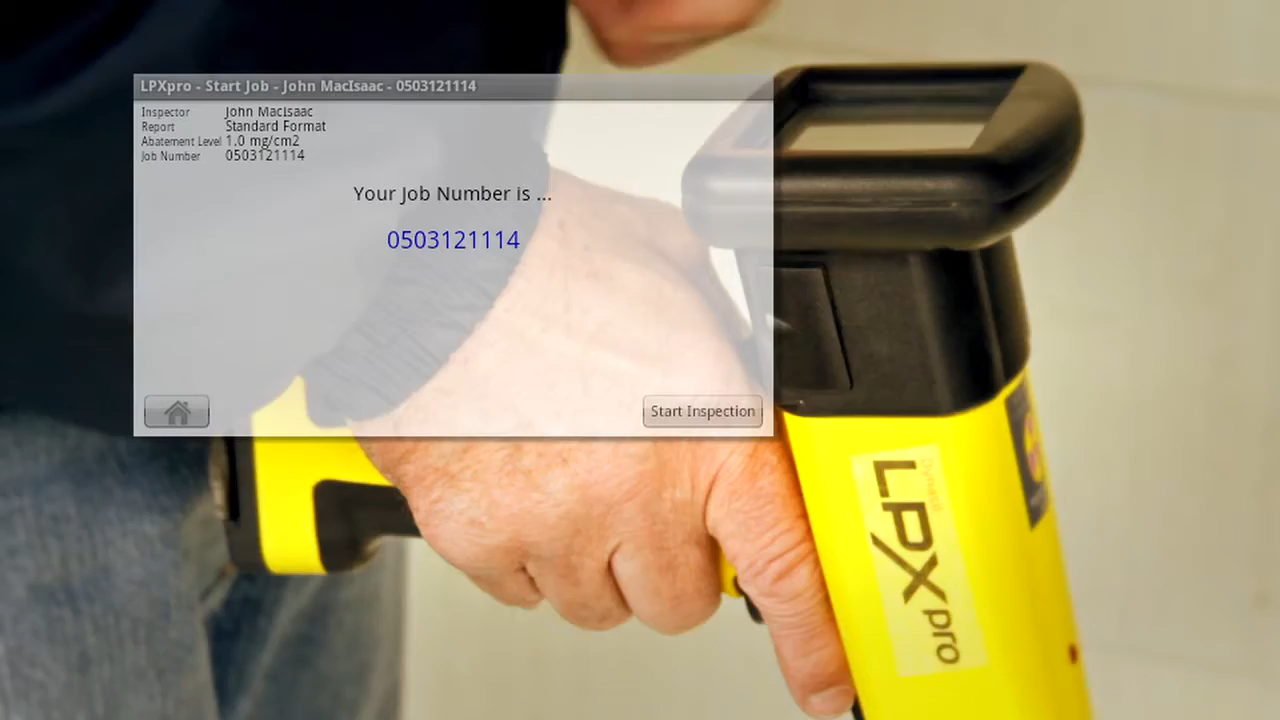 LPXpro - Start Job - John MacIsaac - 0503121114
Inspector John MacIsaac
Report Standard Format
Abatement Level 1.0 mg/cm2
Job Number 0503121114
Your Job Number is ...
0503121114
Start Inspection
Dynasil
LPX pro